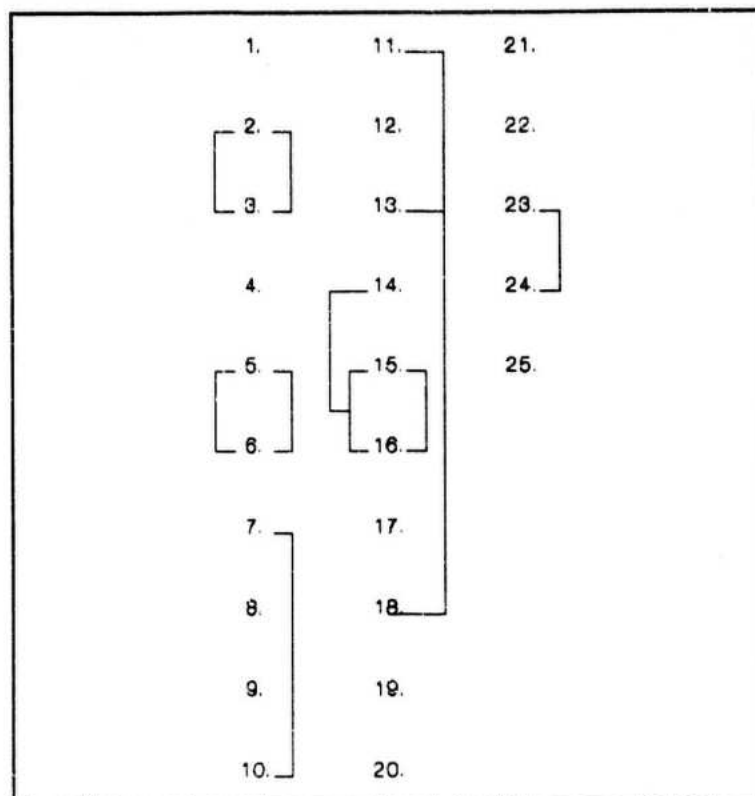 1. 11. 21.
2. 12. 22.
3. 13. 23.
4. 14. 24.
5. 15. 25.
6. 16.
7. 17.
8. 18.
9. 19.
10. 20.